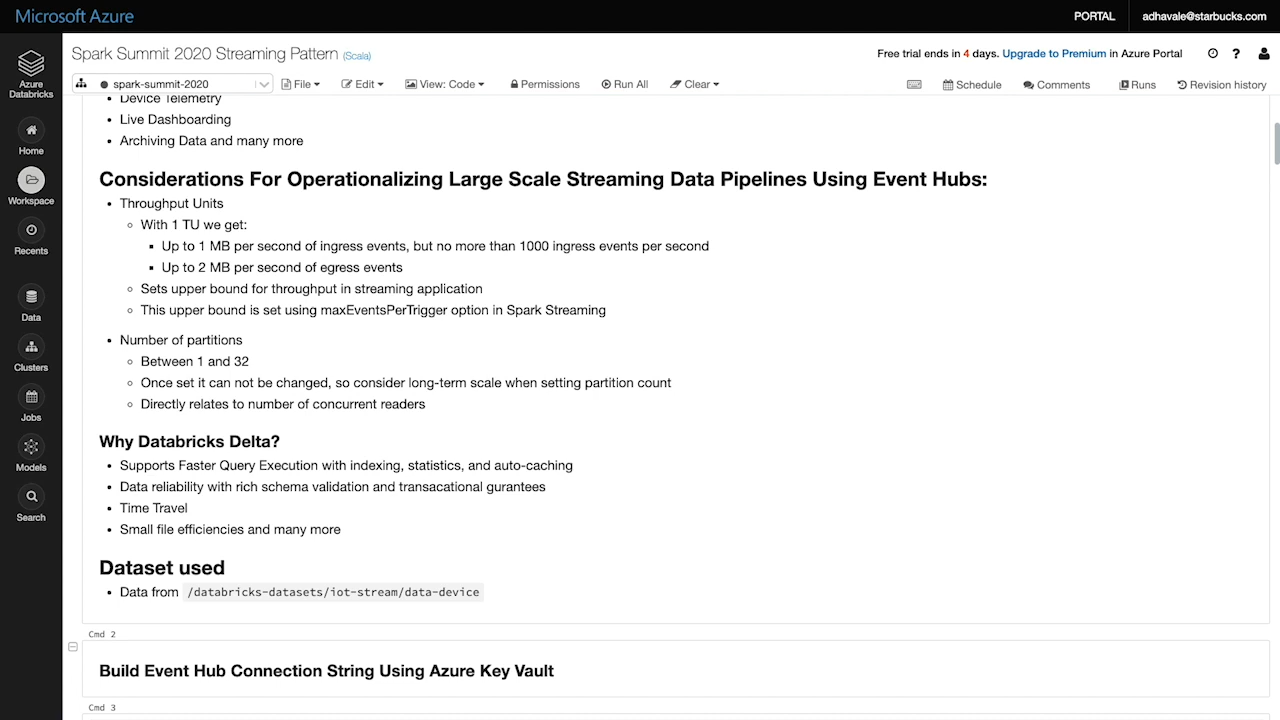 Microsoft Azure
PORTAL
adhavale@starbucks.com
Azure
Databricks
Home
Workspace
Recents
Data
Clusters
Jobs
Models
Search
Spark Summit 2020 Streaming Pattern (Scala)
Free trial ends in 4 days. Upgrade to Premium in Azure Portal
?
spark-summit-2020
File
Edit
View: Code
Permissions
Run All
Clear
Schedule
Comments
Runs
Revision history
• Device Telemetry
• Live Dashboarding
• Archiving Data and many more
Considerations For Operationalizing Large Scale Streaming Data Pipelines Using Event Hubs:
• Throughput Units
◦ With 1 TU we get:
▪ Up to 1 MB per second of ingress events, but no more than 1000 ingress events per second
▪ Up to 2 MB per second of egress events
◦ Sets upper bound for throughput in streaming application
◦ This upper bound is set using maxEventsPerTrigger option in Spark Streaming
• Number of partitions
◦ Between 1 and 32
◦ Once set it can not be changed, so consider long-term scale when setting partition count
◦ Directly relates to number of concurrent readers
Why Databricks Delta?
• Supports Faster Query Execution with indexing, statistics, and auto-caching
• Data reliability with rich schema validation and transacational gurantees
• Time Travel
• Small file efficiencies and many more
Dataset used
• Data from /databricks-datasets/iot-stream/data-device
Cmd 2
Build Event Hub Connection String Using Azure Key Vault
Cmd 3